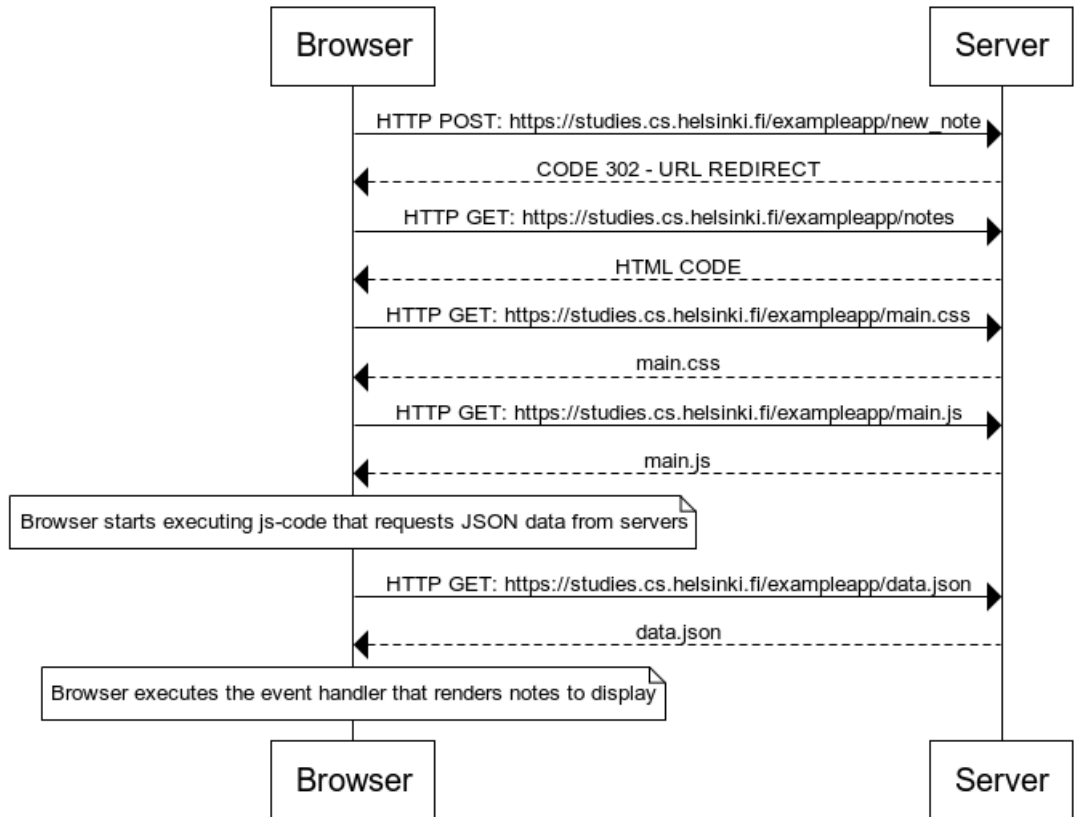 Browser
Server
HTTP POST: https://studies.cs.helsinki.fi/exampleapp/new_note
CODE 302 - URL REDIRECT
HTTP GET: https://studies.cs.helsinki.fi/exampleapp/notes
HTML CODE
HTTP GET: https://studies.cs.helsinki.fi/exampleapp/main.css
main.css
HTTP GET: https://studies.cs.helsinki.fi/exampleapp/main.js
main.js
Browser starts executing js-code that requests JSON data from servers
HTTP GET: https://studies.cs.helsinki.fi/exampleapp/data.json
data.json
Browser executes the event handler that renders notes to display
Browser
Server